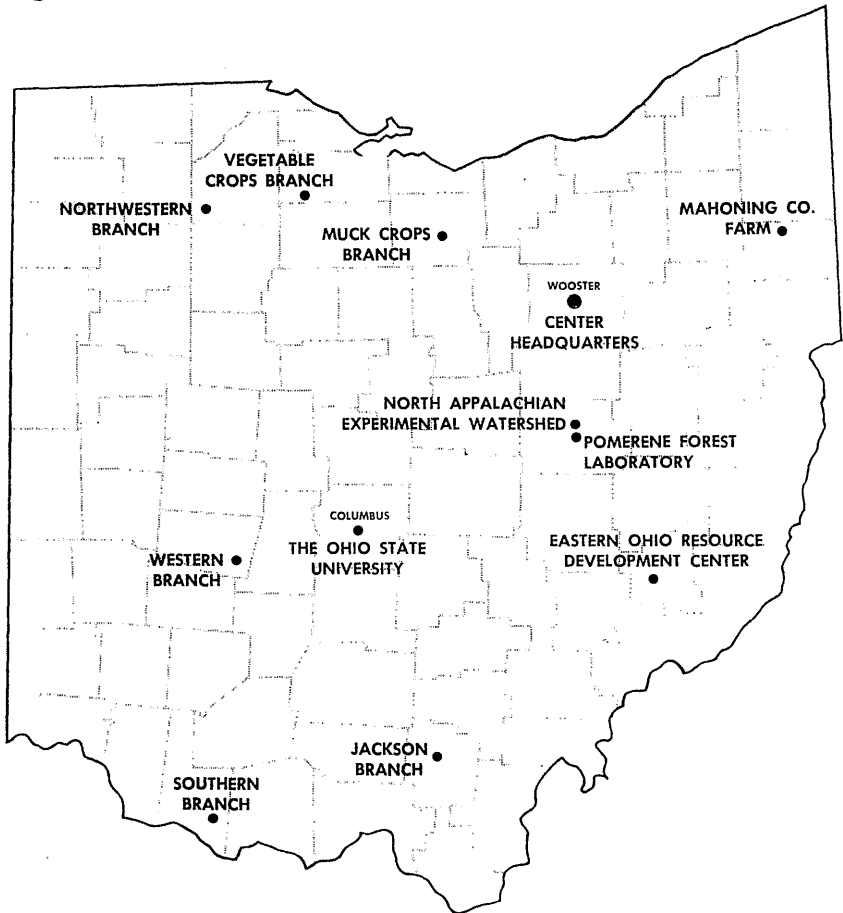 VEGETABLE
CROPS BRANCH
NORTHWESTERN
BRANCH
MUCK CROPS
BRANCH
MAHONING CO.
FARM
WOOSTER
CENTER
HEADQUARTERS
NORTH APPALACHIAN
EXPERIMENTAL WATERSHED
POMERENE FOREST
LABORATORY
COLUMBUS
THE OHIO STATE
UNIVERSITY
EASTERN OHIO RESOURCE
DEVELOPMENT CENTER
WESTERN
BRANCH
JACKSON
BRANCH
SOUTHERN
BRANCH